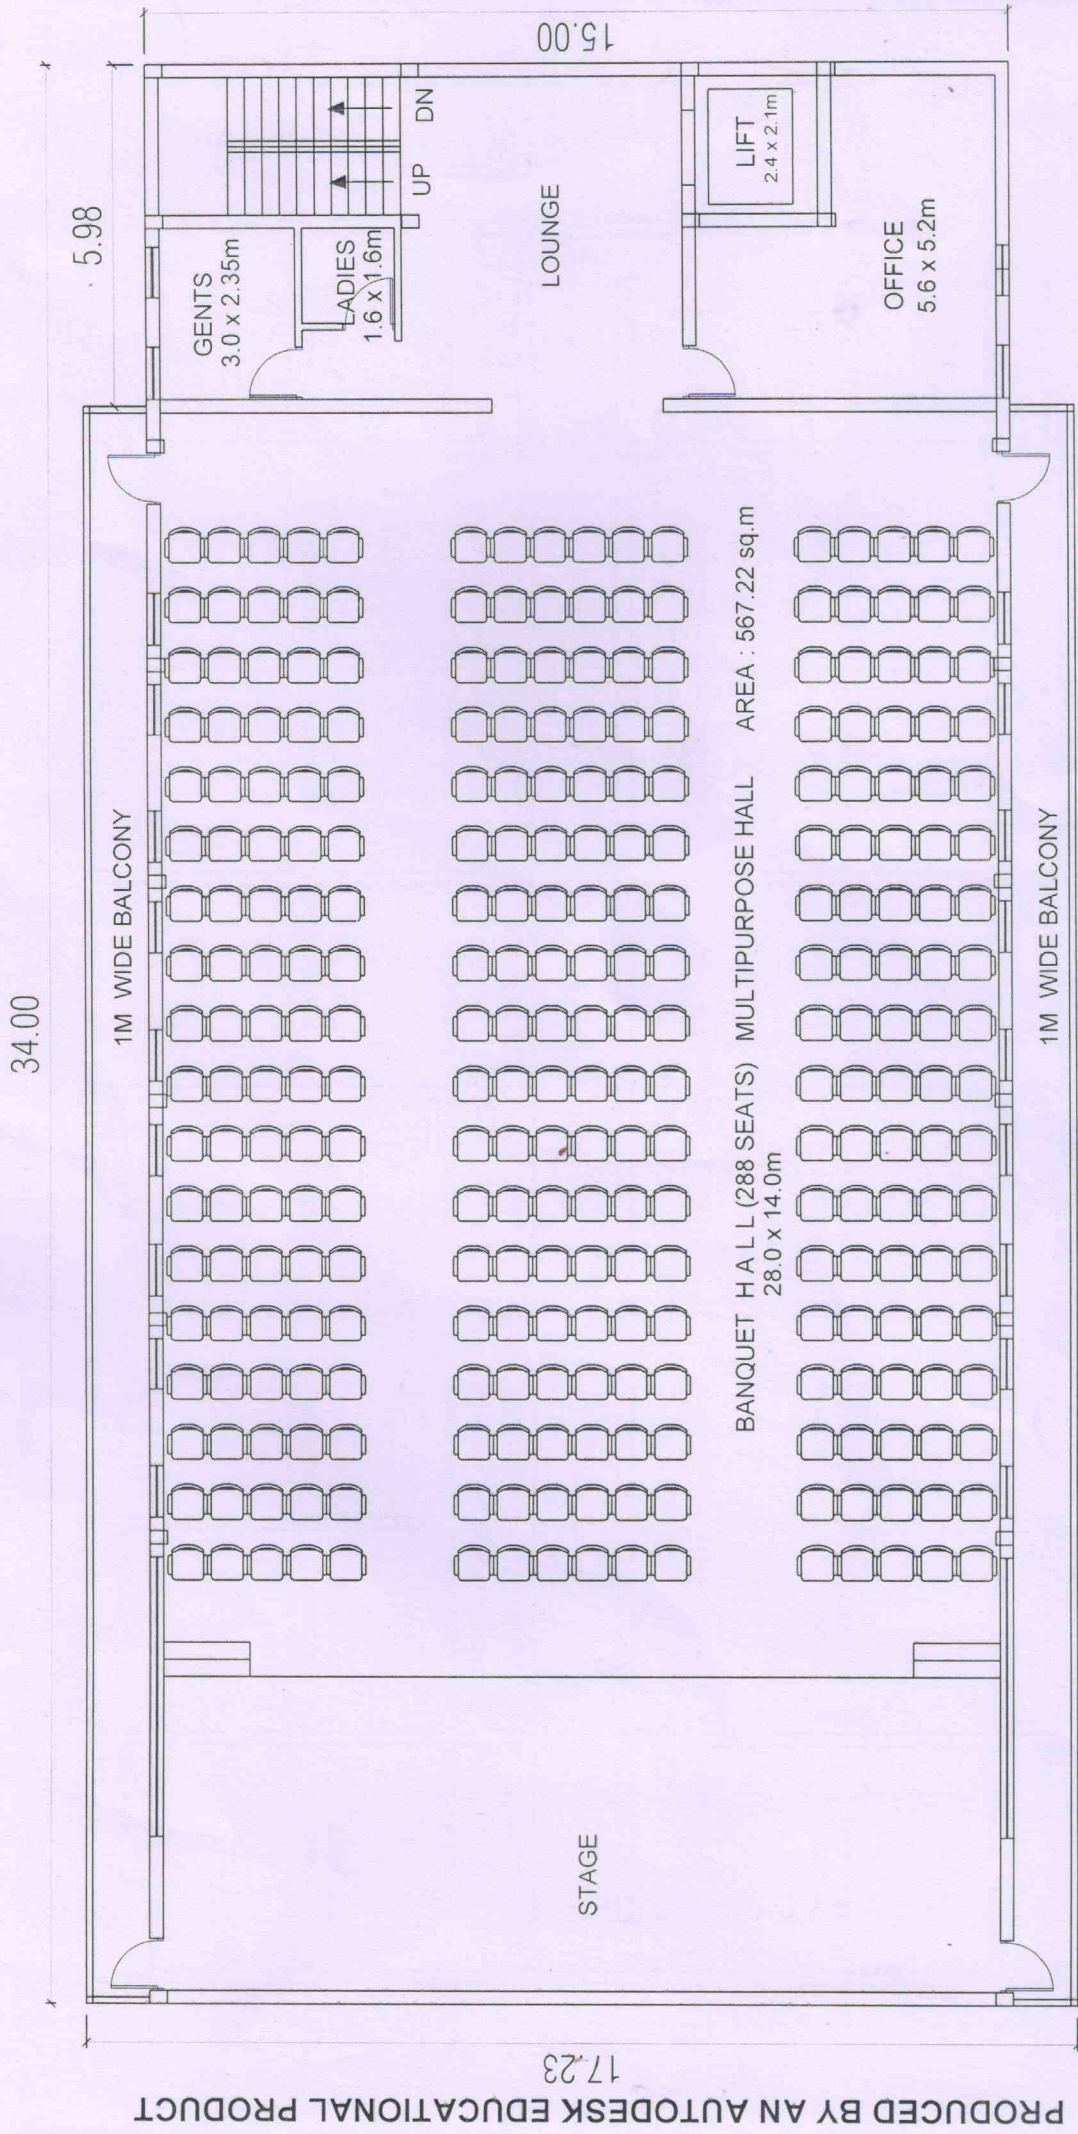 34.00
5.98
15.00
17.23
1M WIDE BALCONY
GENTS
3.0 x 2.35m
LADIES
1.6 x 1.6m
UP
DN
LOUNGE
LIFT
2.4 x 2.1m
OFFICE
5.6 x 5.2m
STAGE
BANQUET H A L L (288 SEATS) MULTIPURPOSE HALL AREA : 567.22 sq.m
28.0 x 14.0m
1M WIDE BALCONY
PRODUCED BY AN AUTODESK EDUCATIONAL PRODUCT